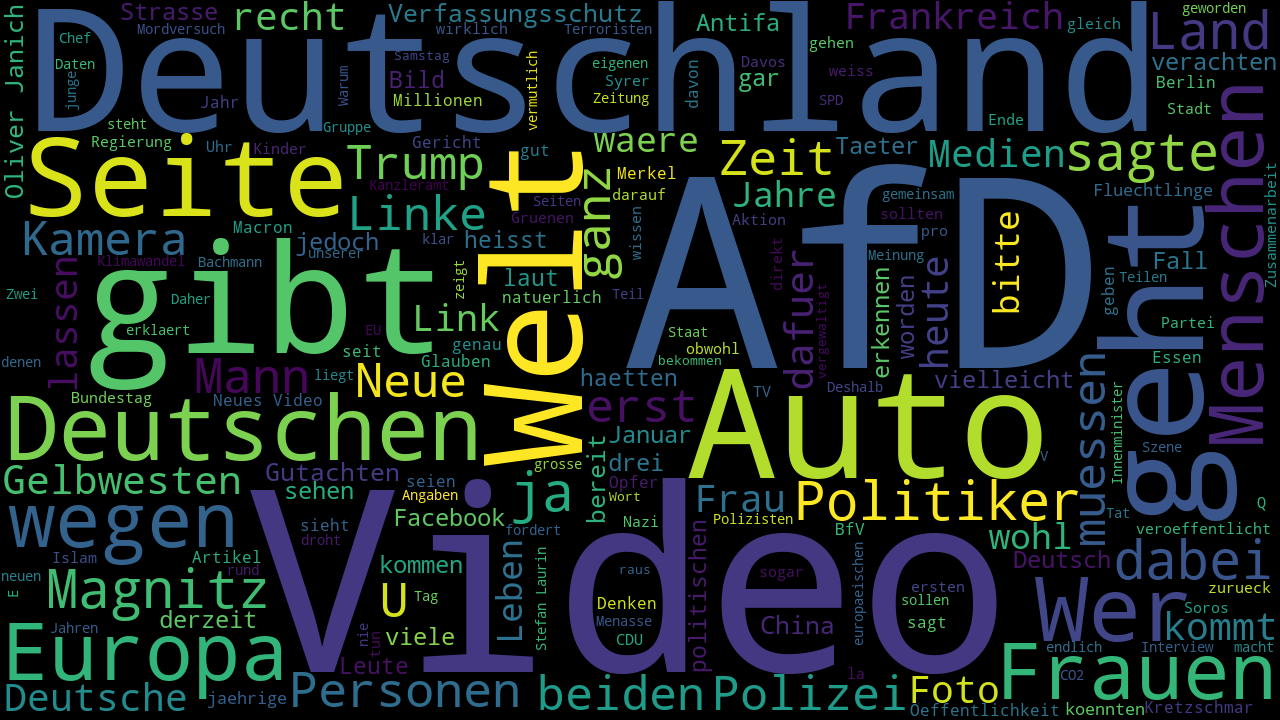 Deutschland
Oliver Janich
Strasse
Mordversuch
recht
Verfassungsschutz
wirklich
Terroristen
Antifa
Frankreich
gleich
geworden
Land
Chef
Daten
junge
Jahr
Warum
Samstag
Bild
Millionen
vermutlich
eigenen
Syrer
Zeitung
davon
Davos
gar
gehen
weiss
SPD
verachten
Berlin
Stadt
Ende
steht
Regierung
Uhr
Kinder
Gruppe
Gericht
gut
waere
Zeit
Taeter
Medien
sagte
Seite
Trump
Kanzleramt
Linke
Gruenen
Seiten
Welt
ganz
Merkel
darauf
wissen
Jahre
Aktion
AfD
gemeinsam
sollten
pro
Meinung
Fluechtlinge
Menschen
Zusammenarbeit
Kamera
Macron
jedoch
unserer
klar
heisst
Klimawandel
Bachmann
lassen
gibt
zeigt
laut
natuerlich
Teil
direkt
dafuer
vergewaltigt
erkennen
worden
heute
bitte
geht
geben
Teilen
Fall
Zwei
Daher
erklaert
EU
Link
genau
Staat
obwohl
bekommen
Partei
denen
seit
Glauben
liegt
Mann
Neue
haetten
TV
Deshalb
vielleicht
Essen
Bundestag
Neues Video
Deutschen
erst
Auto
muessen
Innenminister
Januar
drei
bereit
grosse
Szene
V
Gelbwesten
Gutachten
sehen
seien
Angaben
ja
Opfer
Wort
Frau
Politiker
Tat
Q
wegen
sieht
droht
Facebook
fordert
Nazi
Polizisten
BfV
wohl
veroeffentlicht
Islam
Artikel
rund
Video
kommen
Leben
Stefan Laurin
raus
politischen
sogar
europaeischen
Deutsch
dabei
neuen
E
Magnitz
derzeit
U
Tag
Denken
Menasse
CDU
China
ersten
sollen
sagt
Wer
zurueck
Soros
kommt
Jahren
Europa
nie
tun
viele
Leute
endlich
Interview
macht
CO2
Frauen
la
Deutsche
jaehrige
Personen
beiden
Polizei
Foto
Oeffentlichkeit
koennten
Kretzschmar